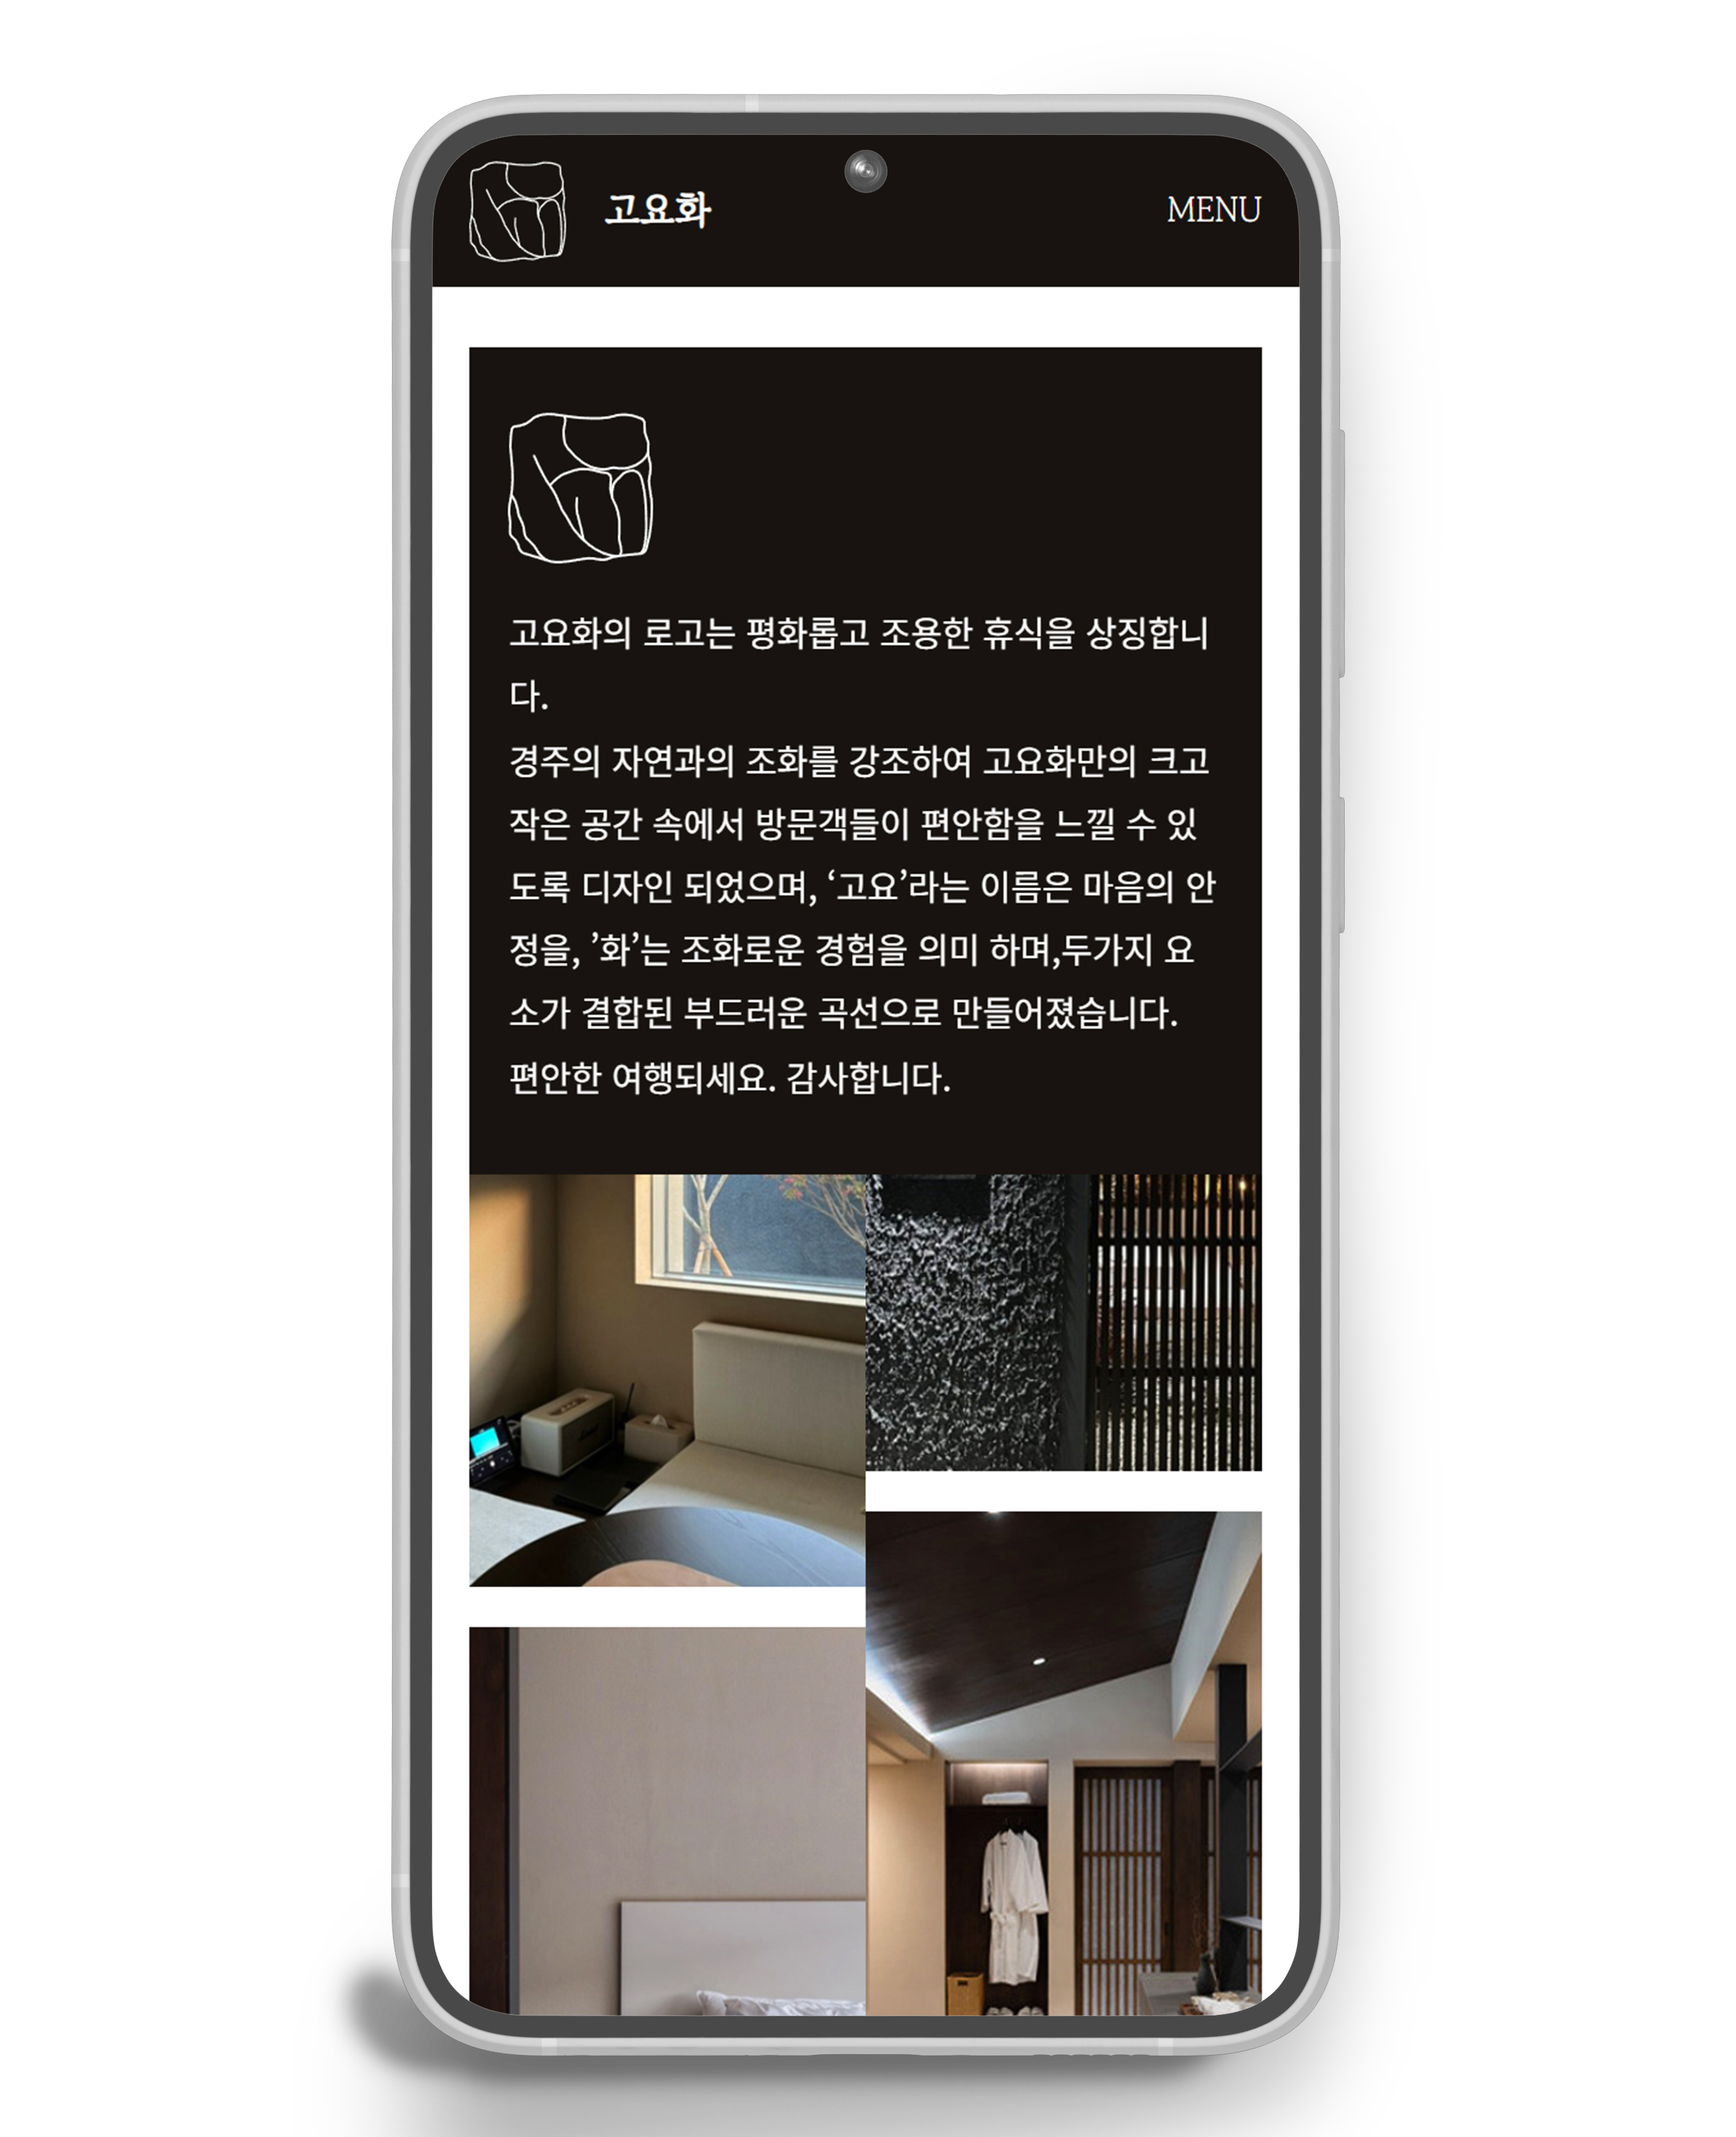 고요화
MENU
고요화의 로고는 평화롭고 조용한 휴식을 상징합니
다.
경주의 자연과의 조화를 강조하여 고요화만의 크고
작은 공간 속에서 방문객들이 편안함을 느낄 수 있
도록 디자인 되었으며, ‘고요’라는 이름은 마음의 안
정을, ’화’는 조화로운 경험을 의미 하며,두가지 요
소가 결합된 부드러운 곡선으로 만들어졌습니다.
편안한 여행되세요. 감사합니다.